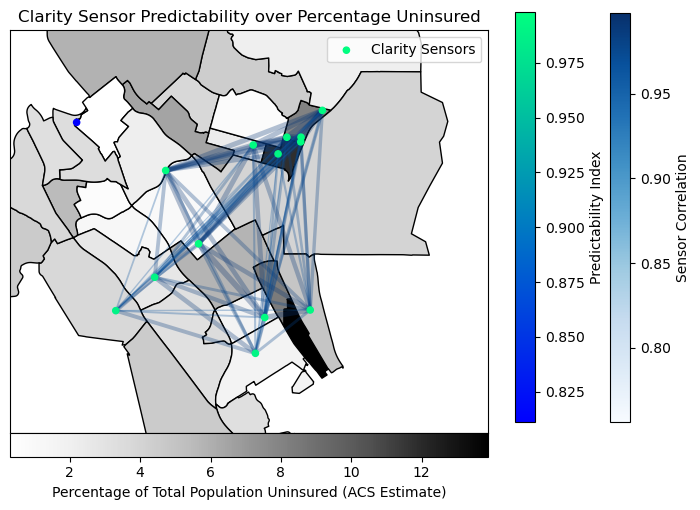 Clarity Sensor Predictability over Percentage Uninsured
Clarity Sensors
2 4 6 8 10 12
Percentage of Total Population Uninsured (ACS Estimate)
0.975
0.950
0.925
0.900
0.875
0.850
0.825
Predictability Index
0.95
0.90
0.85
0.80
Sensor Correlation